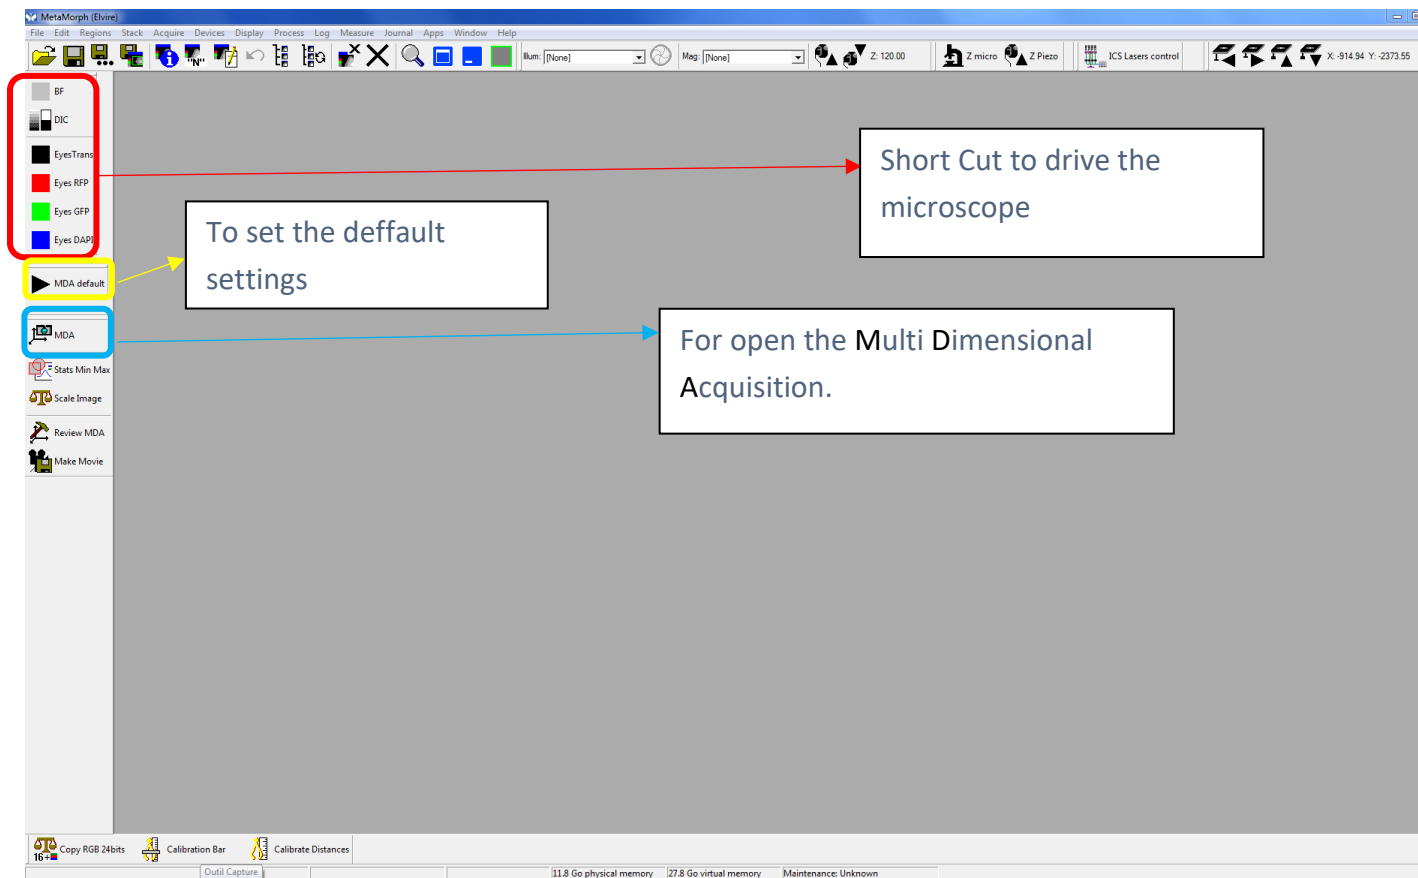 MetaMorph (Elvire)
File Edit Regions Stack Acquire Devices Display Process Log Measure Journal Apps Window Help
"N" Illum: [None] Mag: [None] Z: 120.00 Z micro Z Piezo ICS Lasers control X: -914.94 Y: -2373.55
BF
DIC
EyesTrans
Eyes RFP
Eyes GFP
Eyes DAPI
MDA default
MDA
Stats Min Max
Scale Image
Review MDA
Make Movie
Short Cut to drive the
microscope
To set the deffault
settings
For open the Multi Dimensional
Acquisition.
16+ Copy RGB 24bits Calibration Bar Calibrate Distances
Outil Capture 11.8 Go physical memory 27.8 Go virtual memory Maintenance: Unknown